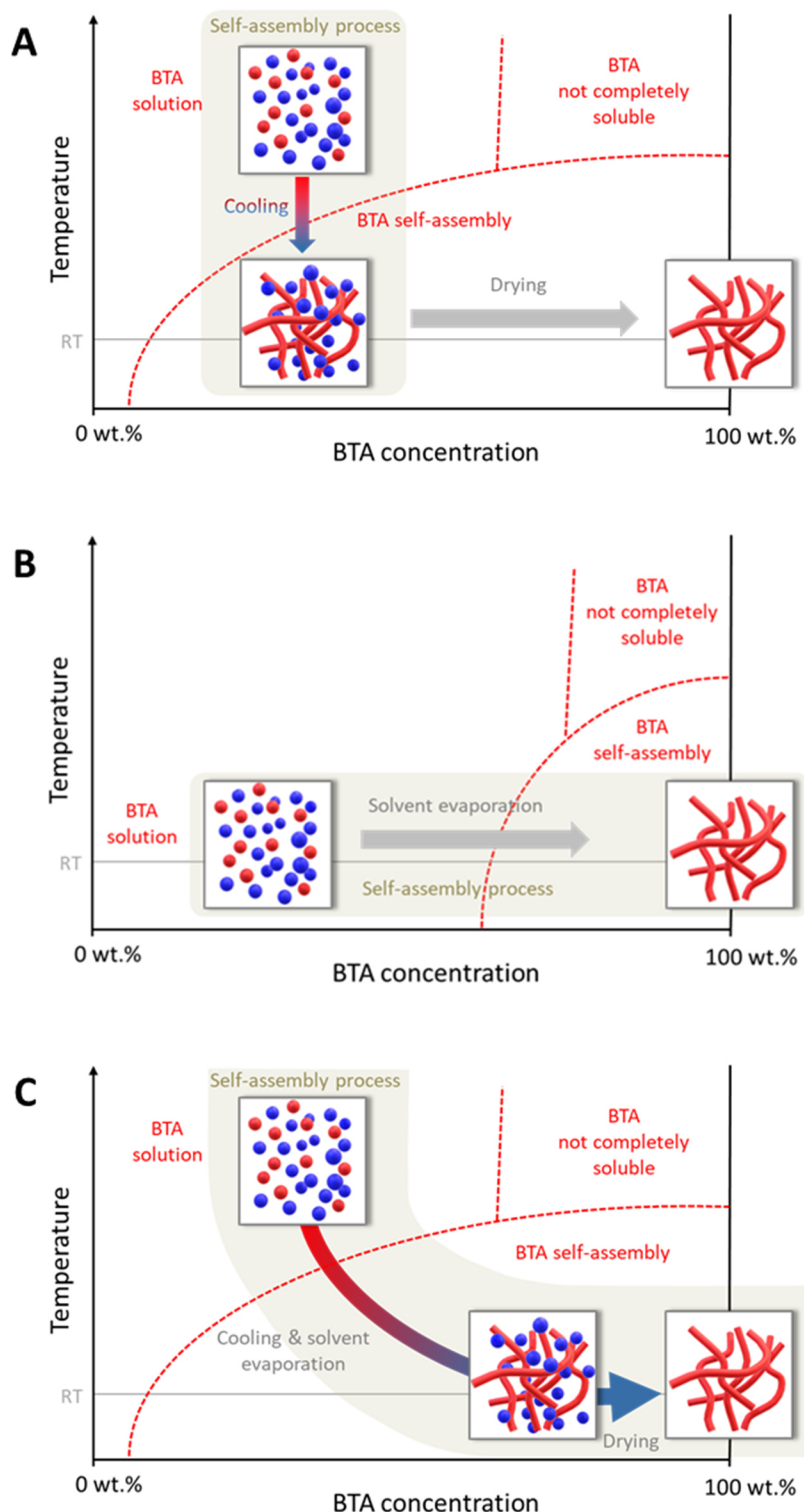 A
Self-assembly process
BTA
solution
BTA
not completely
soluble
Cooling
BTA self-assembly
Drying
Temperature
RT
0 wt.%
100 wt.%
BTA concentration
B
BTA
not completely
soluble
BTA
self-assembly
Temperature
BTA
solution
Solvent evaporation
RT
Self-assembly process
0 wt.%
100 wt.%
BTA concentration
C
Self-assembly process
BTA
solution
BTA
not completely
soluble
BTA self-assembly
Temperature
Cooling & solvent
evaporation
RT
Drying
0 wt.%
100 wt.%
BTA concentration